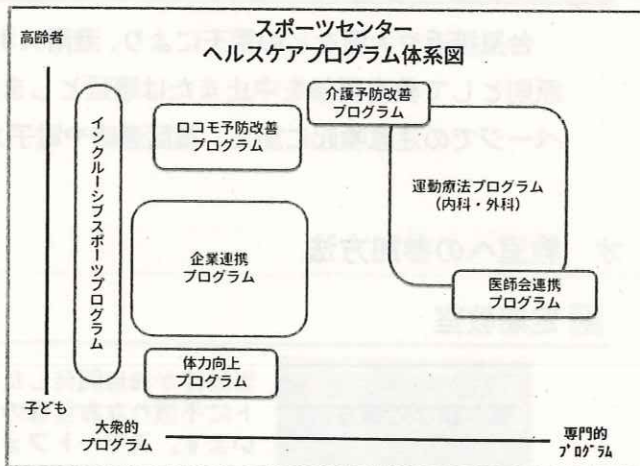 スポーツセンター
ヘルスケアプログラム体系図
高齢者
介護予防改善
プログラム
ロコモ予防改善
プログラム
インクルーシブスポーツプログラム
運動療法プログラム
(内科・外科)
企業連携
プログラム
医師会連携
プログラム
体力向上
プログラム
子ども
大衆的
プログラム
専門的
プログラム